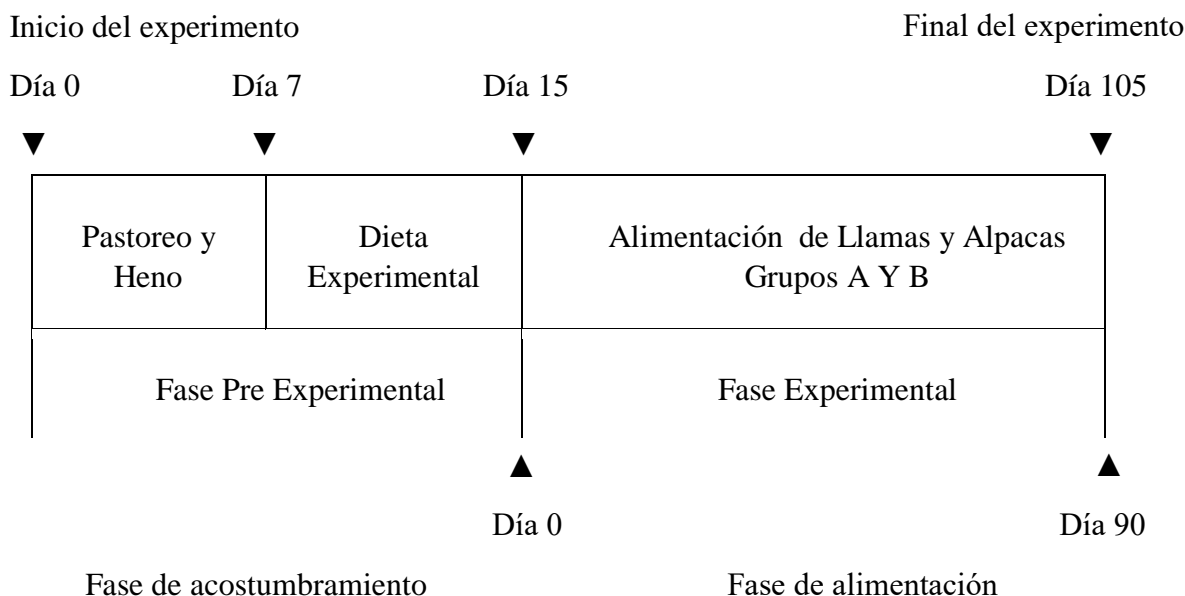 Inicio del experimento
Final del experimento
Día 0
Día 7
Día 15
Día 105
Pastoreo y
Heno
Dieta
Experimental
Alimentación de Llamas y Alpacas
Grupos A Y B
Fase Pre Experimental
Fase Experimental
Día 0
Día 90
Fase de acostumbramiento
Fase de alimentación